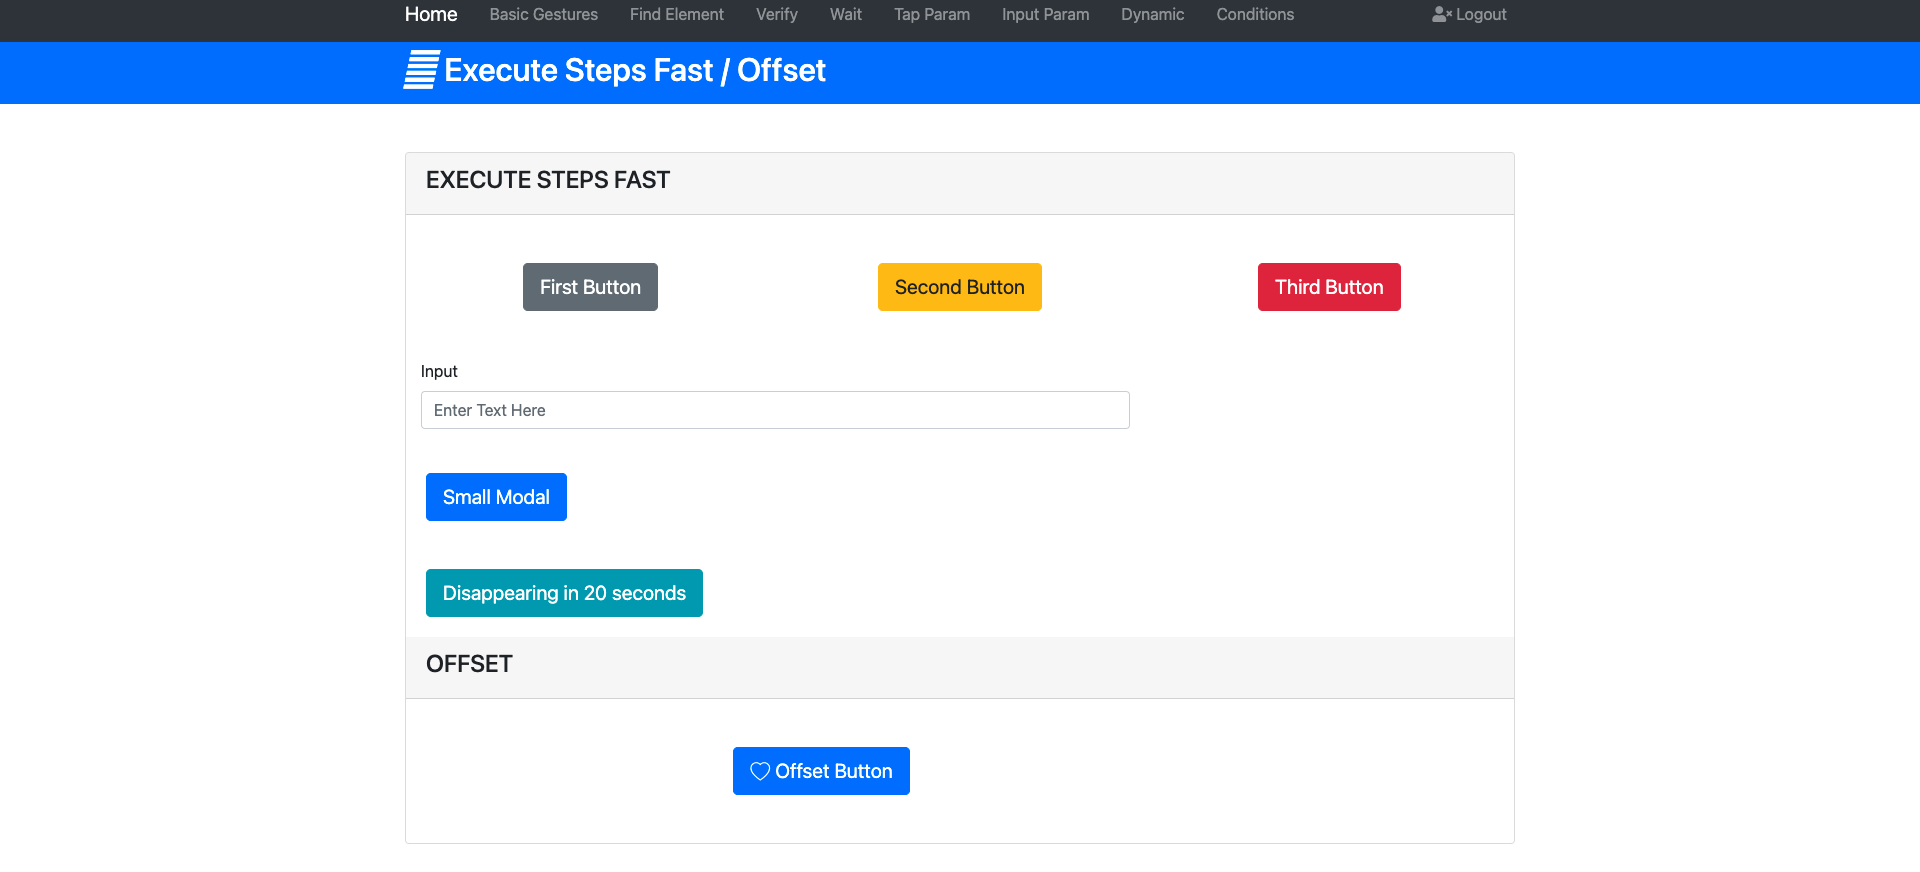 Home Basic Gestures Find Element Verify Wait Tap Param Input Param Dynamic Conditions Logout
Execute Steps Fast / Offset
EXECUTE STEPS FAST
First Button Second Button Third Button
Input
Enter Text Here
Small Modal
Disappearing in 20 seconds
OFFSET
Offset Button